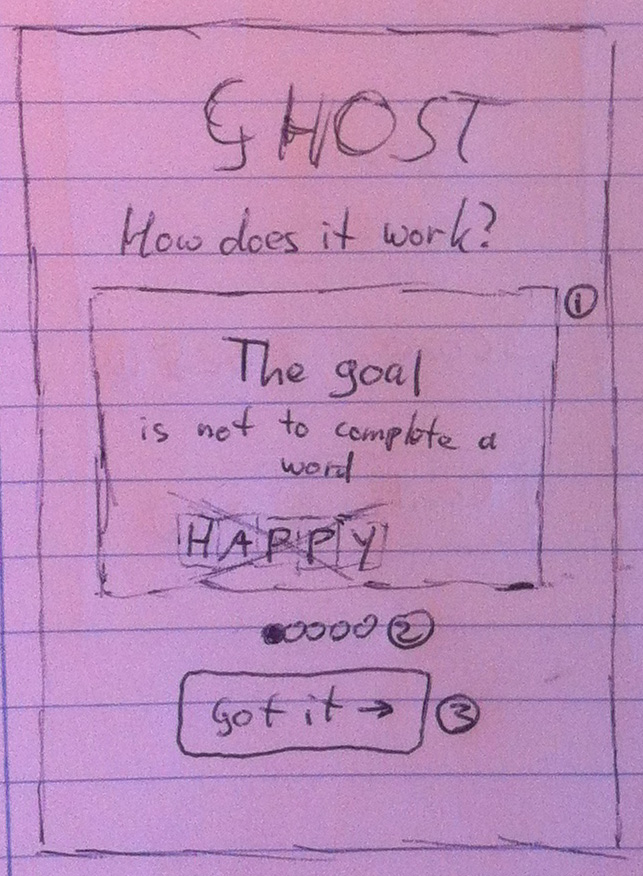 GHOST
How does it work?
1
The goal
is not to complete a
word
HAPPY
2
Got it →
3